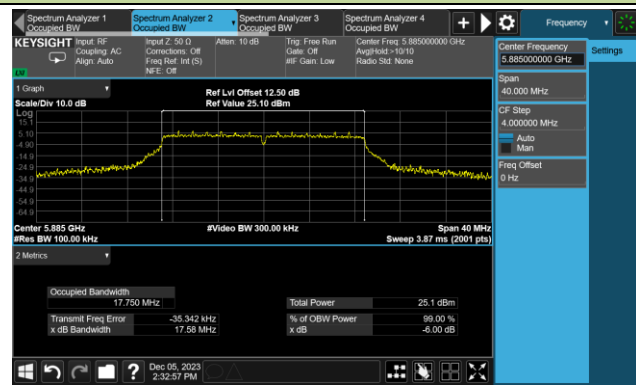 Spectrum Analyzer 1
Occupied BW
Spectrum Analyzer 2
Occupied BW
Spectrum Analyzer 3
Occupied BW
Spectrum Analyzer 4
Occupied BW
Frequency
KEYSIGHT
Input: RF
Coupling: AC
Align: Auto
Input Z: 50 Ω
Corrections: Off
Freq Ref: Int (S)
NFE: Off
Atten: 10 dB
Trig: Free Run
Gate: Off
#IF Gain: Low
Center Freq: 5.885000000 GHz
Avg|Hold:>10/10
Radio Std: None
1 Graph
Scale/Div 10.0 dB
Ref Lvl Offset 12.50 dB
Ref Value 25.10 dBm
Log
15.1
5.10
-4.90
-14.9
-24.9
-34.9
-44.9
-54.9
-64.9
Center 5.885 GHz
#Res BW 100.00 kHz
#Video BW 300.00 kHz
Span 40 MHz
Sweep 3.87 ms (2001 pts)
2 Metrics
Occupied Bandwidth
17.750 MHz
Total Power 25.1 dBm
Transmit Freq Error -35.342 kHz
% of OBW Power 99.00 %
x dB Bandwidth 17.58 MHz
x dB -6.00 dB
Center Frequency
5.885000000 GHz
Settings
Span
40.000 MHz
CF Step
4.000000 MHz
Auto
Man
Freq Offset
0 Hz
Dec 05, 2023
2:32:57 PM